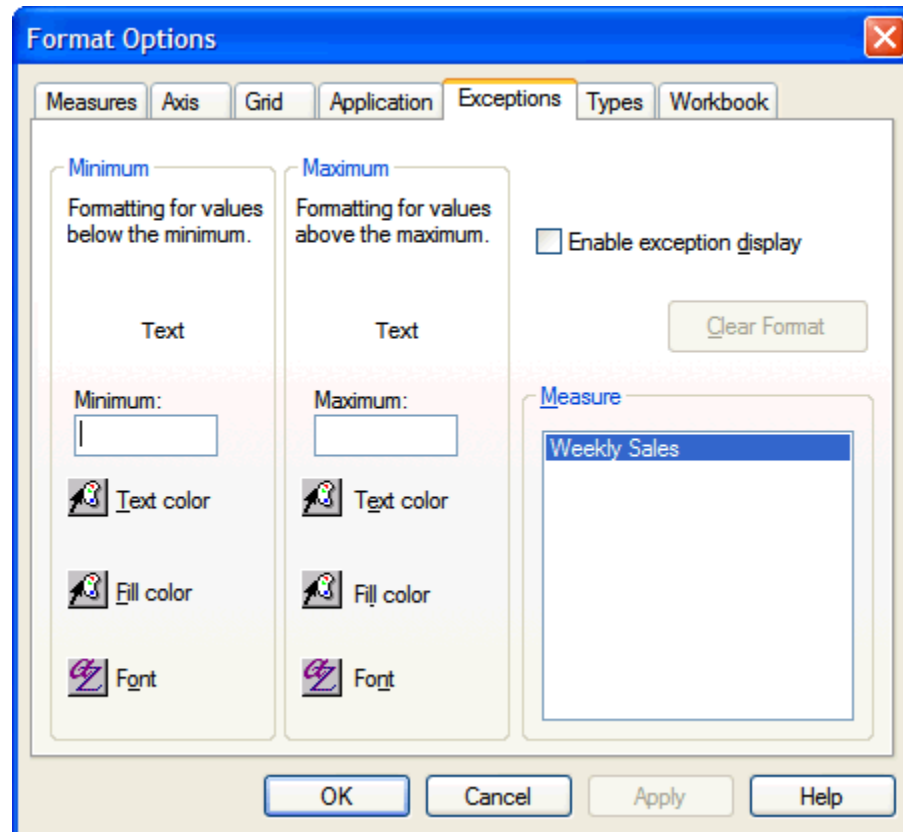 Format Options
Measures Axis Grid Application Exceptions Types Workbook
Minimum
Formatting for values
below the minimum.
Text
Minimum:
Text color
Fill color
Font
Maximum
Formatting for values
above the maximum.
Text
Maximum:
Text color
Fill color
Font
Enable exception display
Clear Format
Measure
Weekly Sales
OK Cancel Apply Help